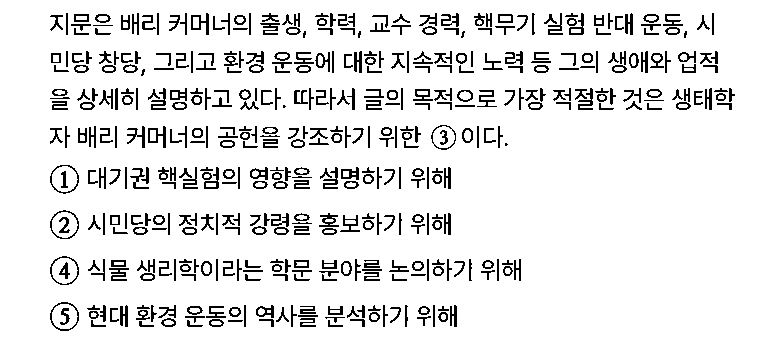 지문은 배리 커머너의 출생, 학력, 교수 경력, 핵무기 실험 반대 운동, 시
민당 창당, 그리고 환경 운동에 대한 지속적인 노력 등 그의 생애와 업적
을 상세히 설명하고 있다. 따라서 글의 목적으로 가장 적절한 것은 생태학
자 배리 커머너의 공헌을 강조하기 위한 ③이다.
① 대기권 핵실험의 영향을 설명하기 위해
② 시민당의 정치적 강령을 홍보하기 위해
④ 식물 생리학이라는 학문 분야를 논의하기 위해
⑤ 현대 환경 운동의 역사를 분석하기 위해